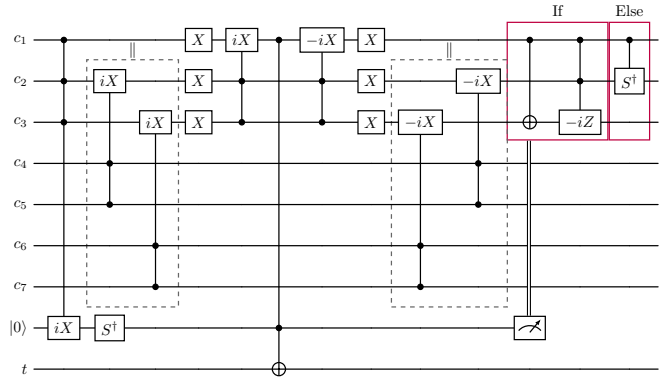 If Else
c₁ X iX −iX X
|| ||
c₂ iX X X −iX S†
c₃ iX X −iX X −iZ
c₄
c₅
c₆
c₇
|0⟩ iX S†
t